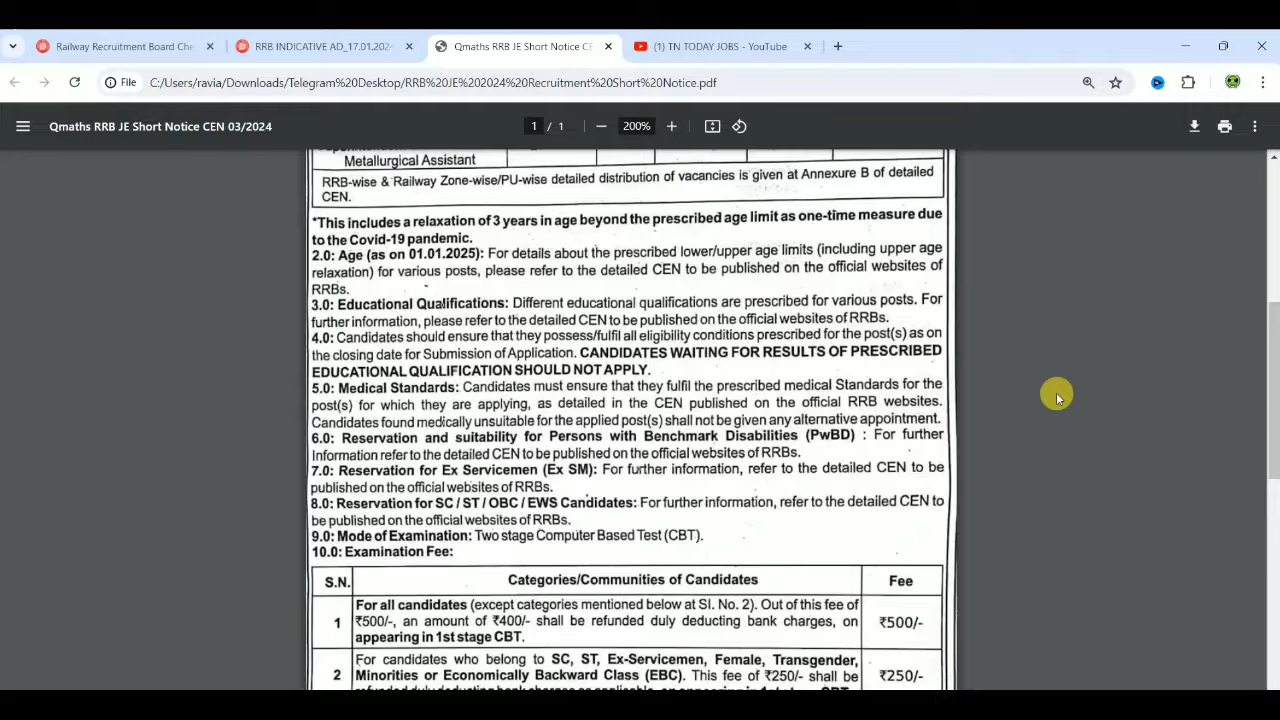 Railway Recruitment Board Che
RRB INDICATIVE AD_17.01.2024
Qmaths RRB JE Short Notice CE
(1) TN TODAY JOBS - YouTube
File
C:/Users/ravia/Downloads/Telegram%20Desktop/RRB%20JE%202024%20Recruitment%20Short%20Notice.pdf
Qmaths RRB JE Short Notice CEN 03/2024
1 / 1
200%
Metallurgical Assistant
RRB-wise & Railway Zone-wise/PU-wise detailed distribution of vacancies is given at Annexure B of detailed
CEN.
*This includes a relaxation of 3 years in age beyond the prescribed age limit as one-time measure due
to the Covid-19 pandemic.
2.0: Age (as on 01.01.2025): For details about the prescribed lower/upper age limits (including upper age
relaxation) for various posts, please refer to the detailed CEN to be published on the official websites of
RRBs.
3.0: Educational Qualifications: Different educational qualifications are prescribed for various posts. For
further information, please refer to the detailed CEN to be published on the official websites of RRBs.
4.0: Candidates should ensure that they possess/fulfil all eligibility conditions prescribed for the post(s) as on
the closing date for Submission of Application. CANDIDATES WAITING FOR RESULTS OF PRESCRIBED
EDUCATIONAL QUALIFICATION SHOULD NOT APPLY.
5.0: Medical Standards: Candidates must ensure that they fulfil the prescribed medical Standards for the
post(s) for which they are applying, as detailed in the CEN published on the official RRB websites.
Candidates found medically unsuitable for the applied post(s) shall not be given any alternative appointment.
6.0: Reservation and suitability for Persons with Benchmark Disabilities (PwBD) : For further
Information refer to the detailed CEN to be published on the official websites of RRBs.
7.0: Reservation for Ex Servicemen (Ex SM): For further information, refer to the detailed CEN to be
published on the official websites of RRBs.
8.0: Reservation for SC / ST / OBC / EWS Candidates: For further information, refer to the detailed CEN to
be published on the official websites of RRBs.
9.0: Mode of Examination: Two stage Computer Based Test (CBT).
10.0: Examination Fee:
S.N. Categories/Communities of Candidates Fee
For all candidates (except categories mentioned below at Sl. No. 2). Out of this fee of
1 ₹500/-, an amount of ₹400/- shall be refunded duly deducting bank charges, on ₹500/-
appearing in 1st stage CBT.
For candidates who belong to SC, ST, Ex-Servicemen, Female, Transgender,
2 Minorities or Economically Backward Class (EBC). This fee of ₹250/- shall be ₹250/-